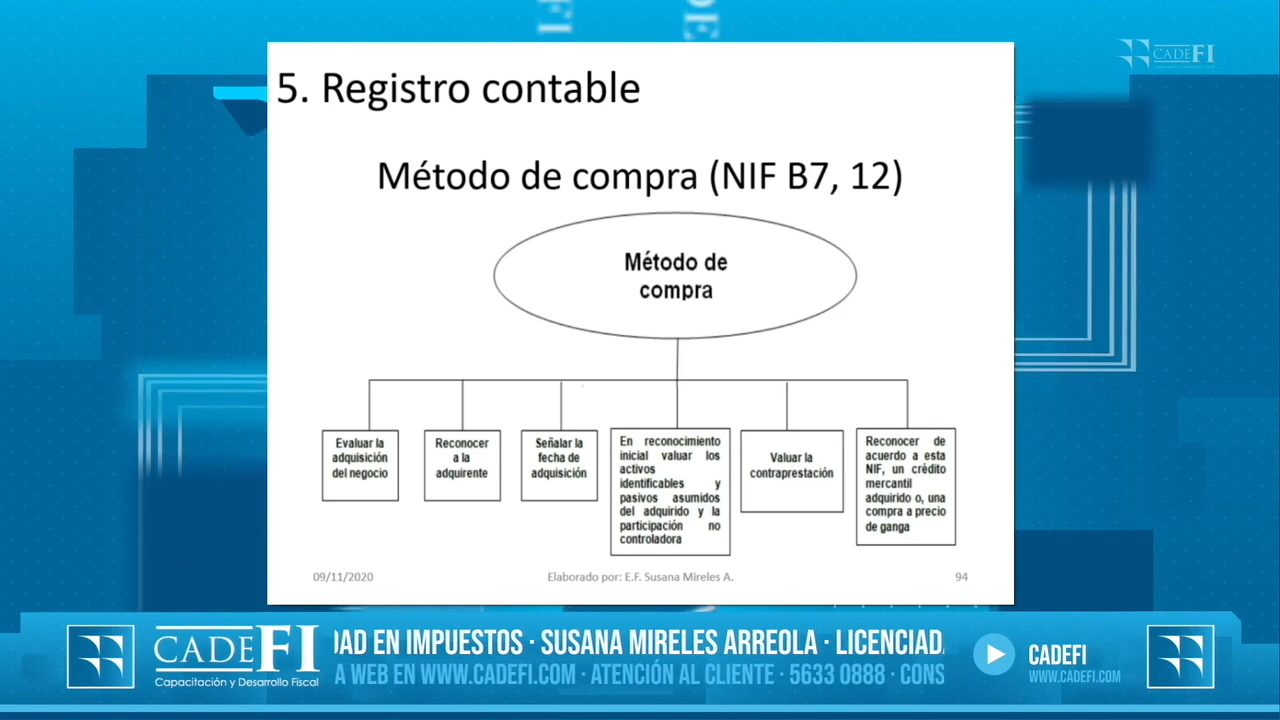 CADEFI
5. Registro contable
Método de compra (NIF B7, 12)
Método de
compra
Evaluar la
adquisición
del negocio
Reconocer
a la
adquirente
Señalar la
fecha de
adquisición
En reconocimiento
inicial valuar los
activos
identificables y
pasivos asumidos
del adquirido y la
participación no
controladora
Valuar la
contraprestación
Reconocer de
acuerdo a esta
NIF, un crédito
mercantil
adquirido o, una
compra a precio
de ganga
09/11/2020
Elaborado por: E.F. Susana Mireles A.
94
CADEFI
Capacitación y Desarrollo Fiscal
DAD EN IMPUESTOS · SUSANA MIRELES ARREOLA · LICENCIADA
A WEB EN WWW.CADEFI.COM · ATENCIÓN AL CLIENTE · 5633 0888 · CONS
CADEFI
WWW.CADEFI.COM